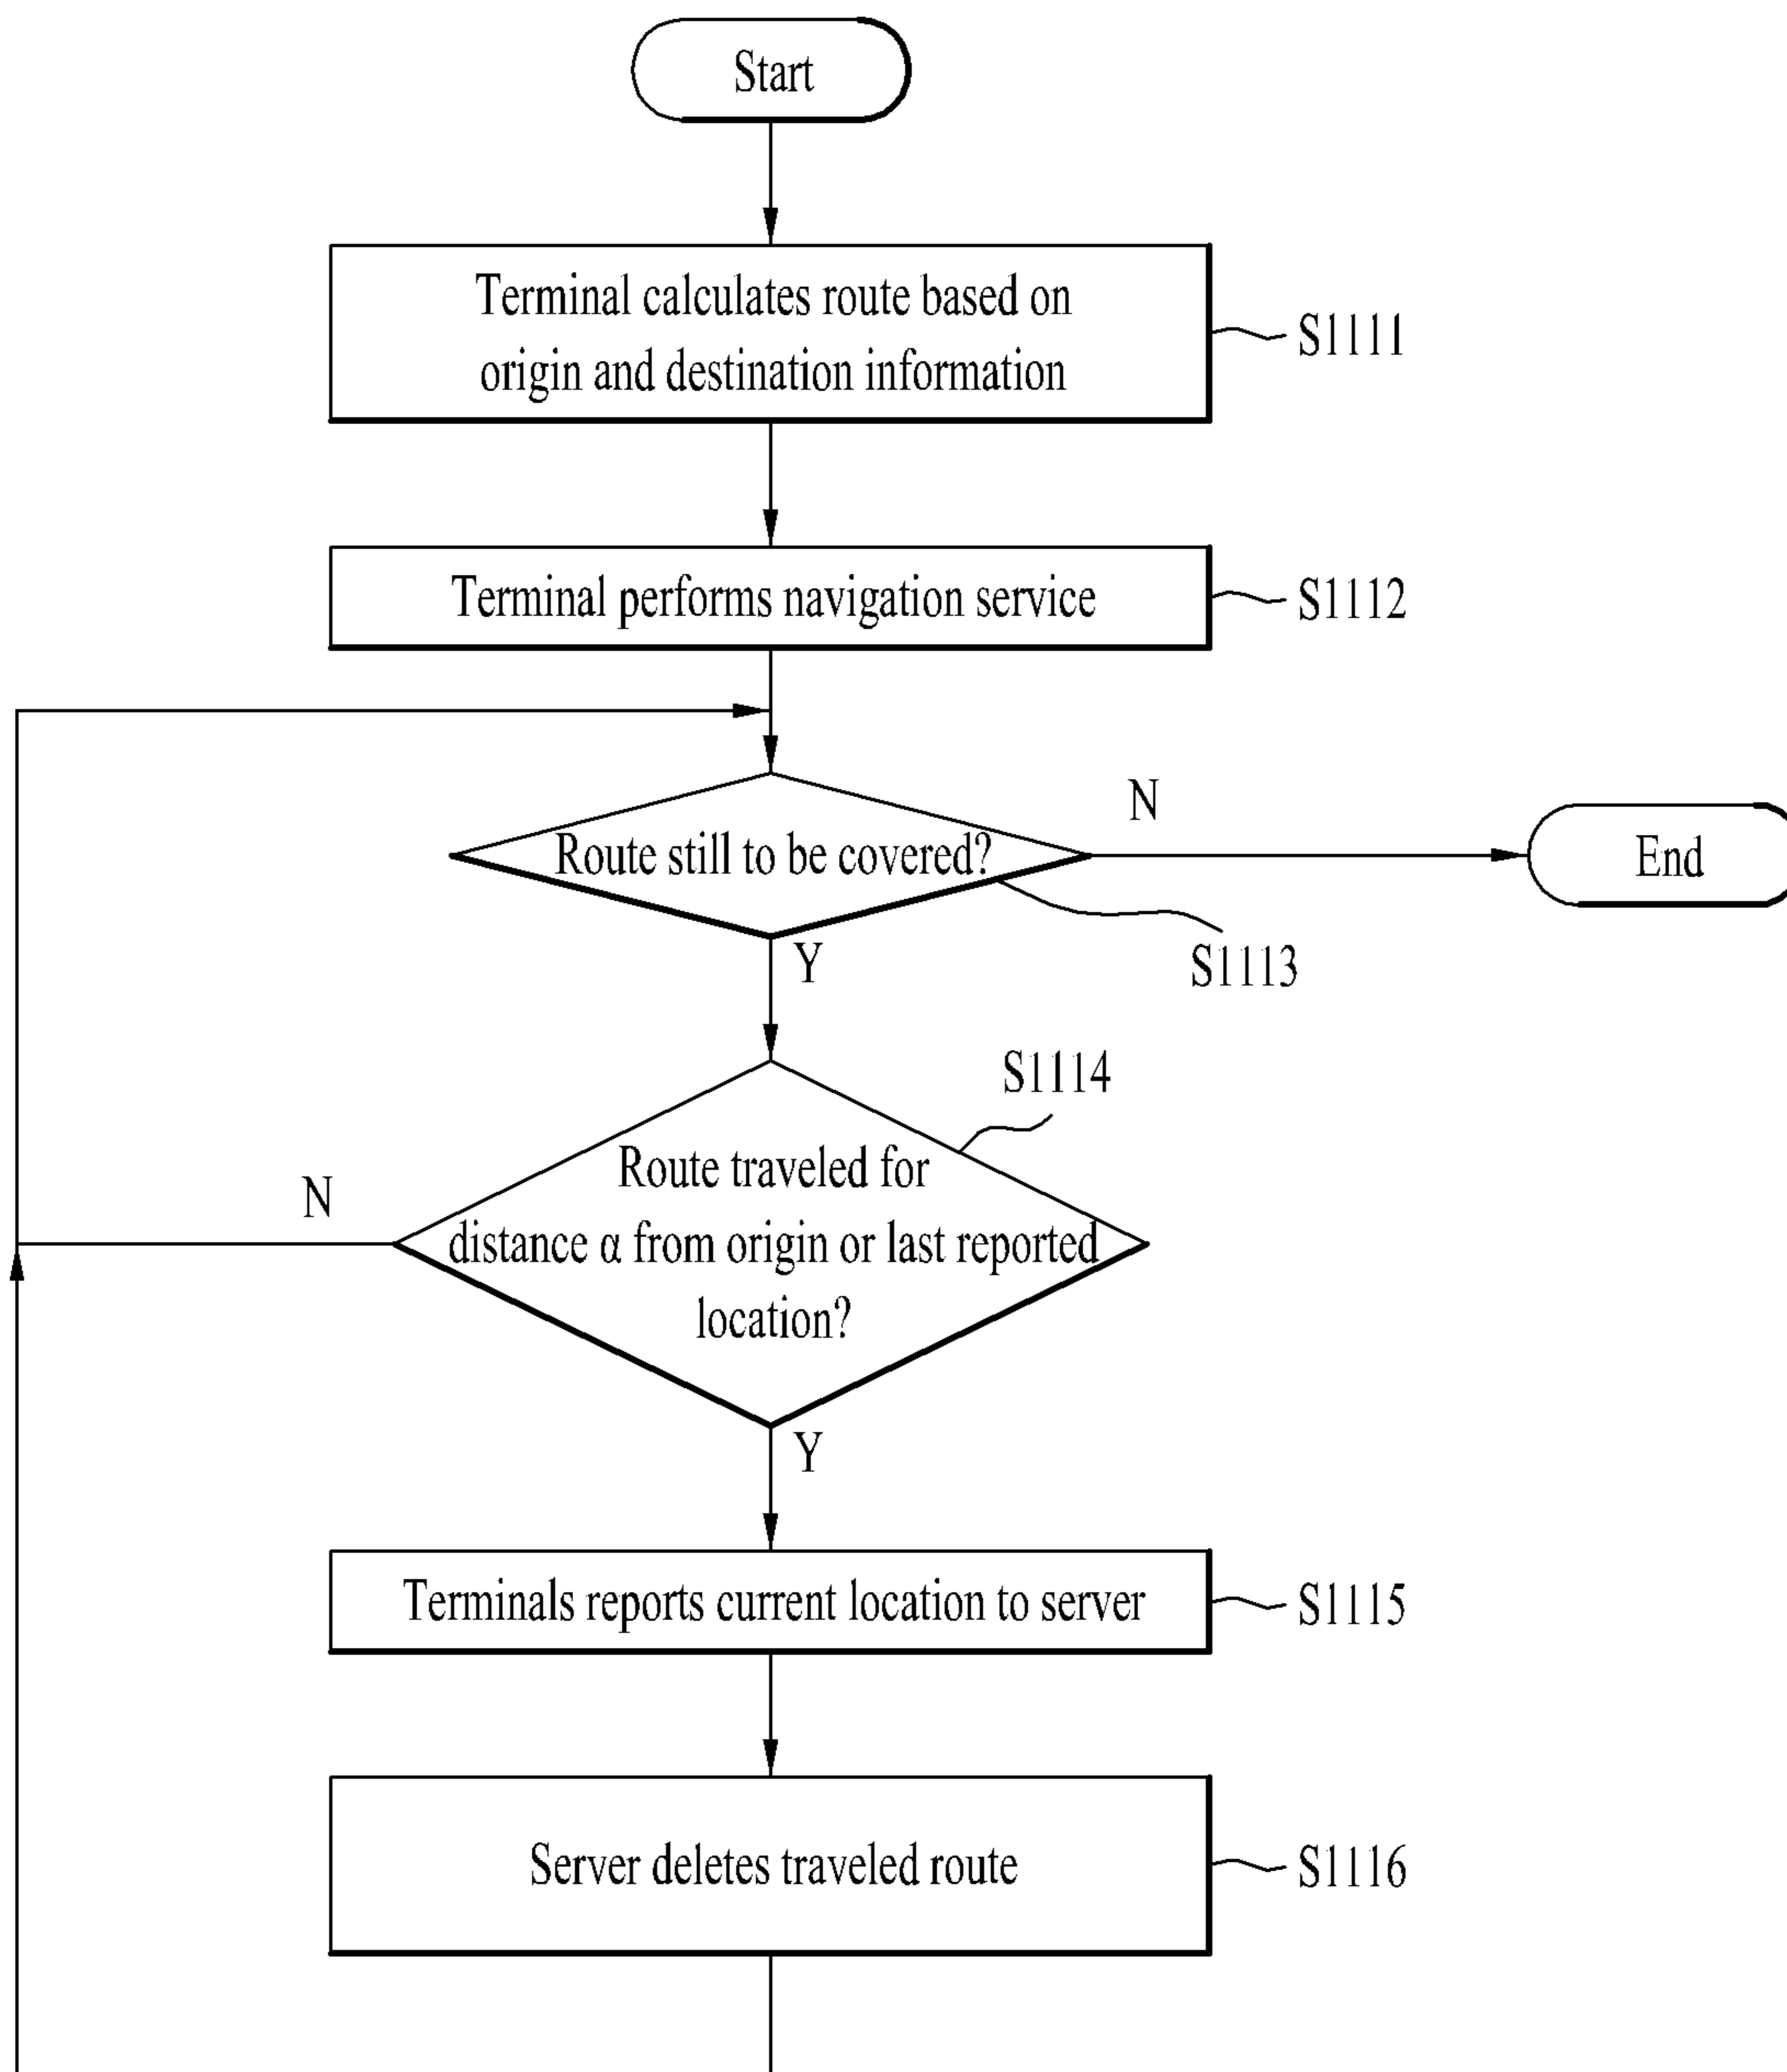 Start
Terminal calculates route based on
origin and destination information
S1111
Terminal performs navigation service
S1112
N
Route still to be covered?
End
Y
S1113
S1114
Route traveled for
N
distance α from origin or last reported
location?
Y
Terminals reports current location to server
S1115
Server deletes traveled route
S1116